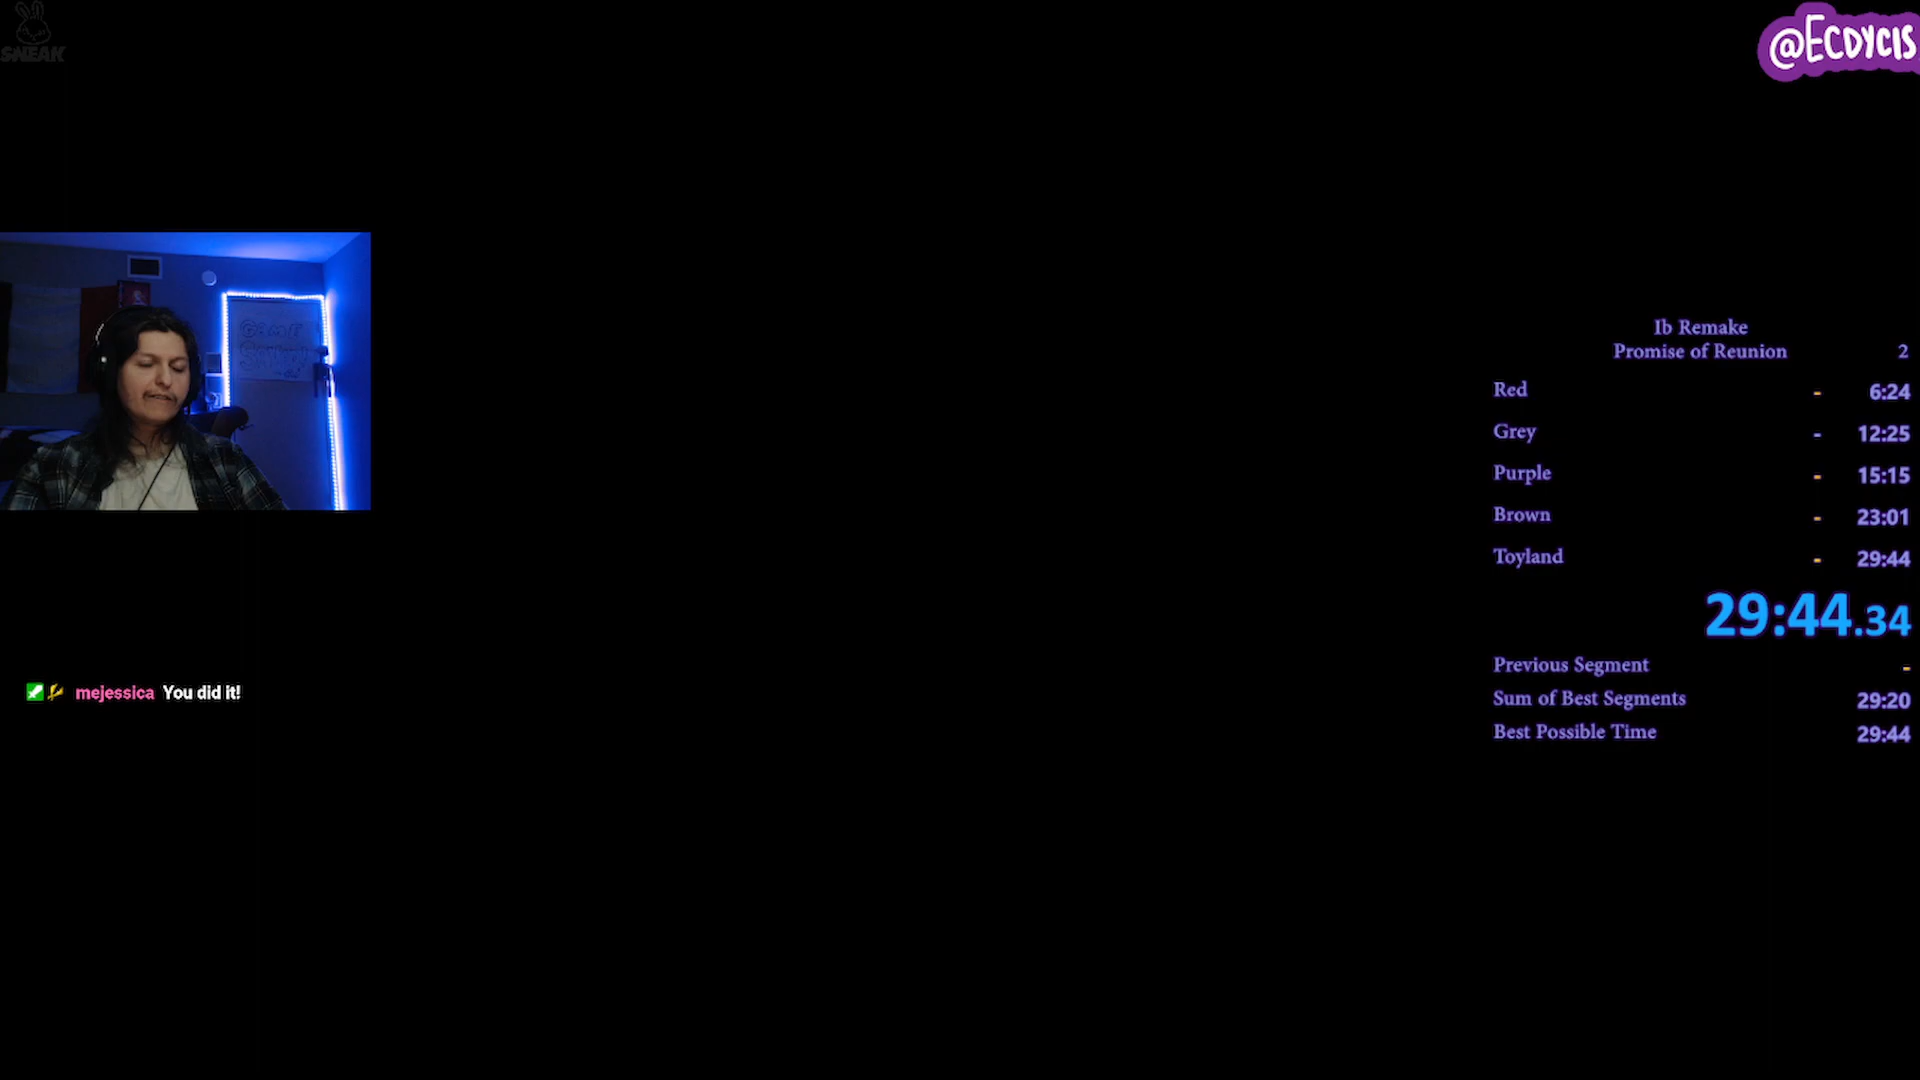 SNEAK
@ECDYCIS
GAME
Ib Remake
Promise of Reunion 2
Red - 6:24
Grey - 12:25
Purple - 15:15
Brown - 23:01
Toyland - 29:44
29:44.34
Previous Segment -
Sum of Best Segments 29:20
Best Possible Time 29:44
mejessica You did it!